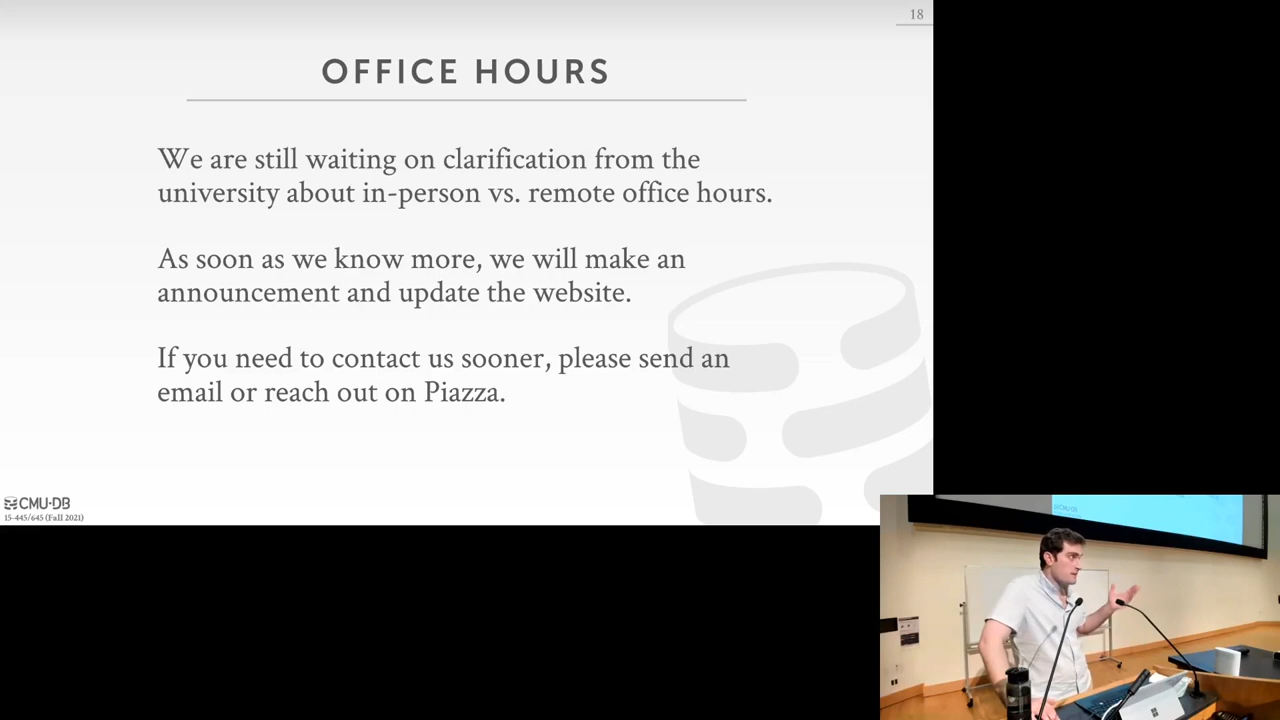 18
OFFICE HOURS
We are still waiting on clarification from the
university about in-person vs. remote office hours.
As soon as we know more, we will make an
announcement and update the website.
If you need to contact us sooner, please send an
email or reach out on Piazza.
CMU·DB
15-445/645 (Fall 2021)